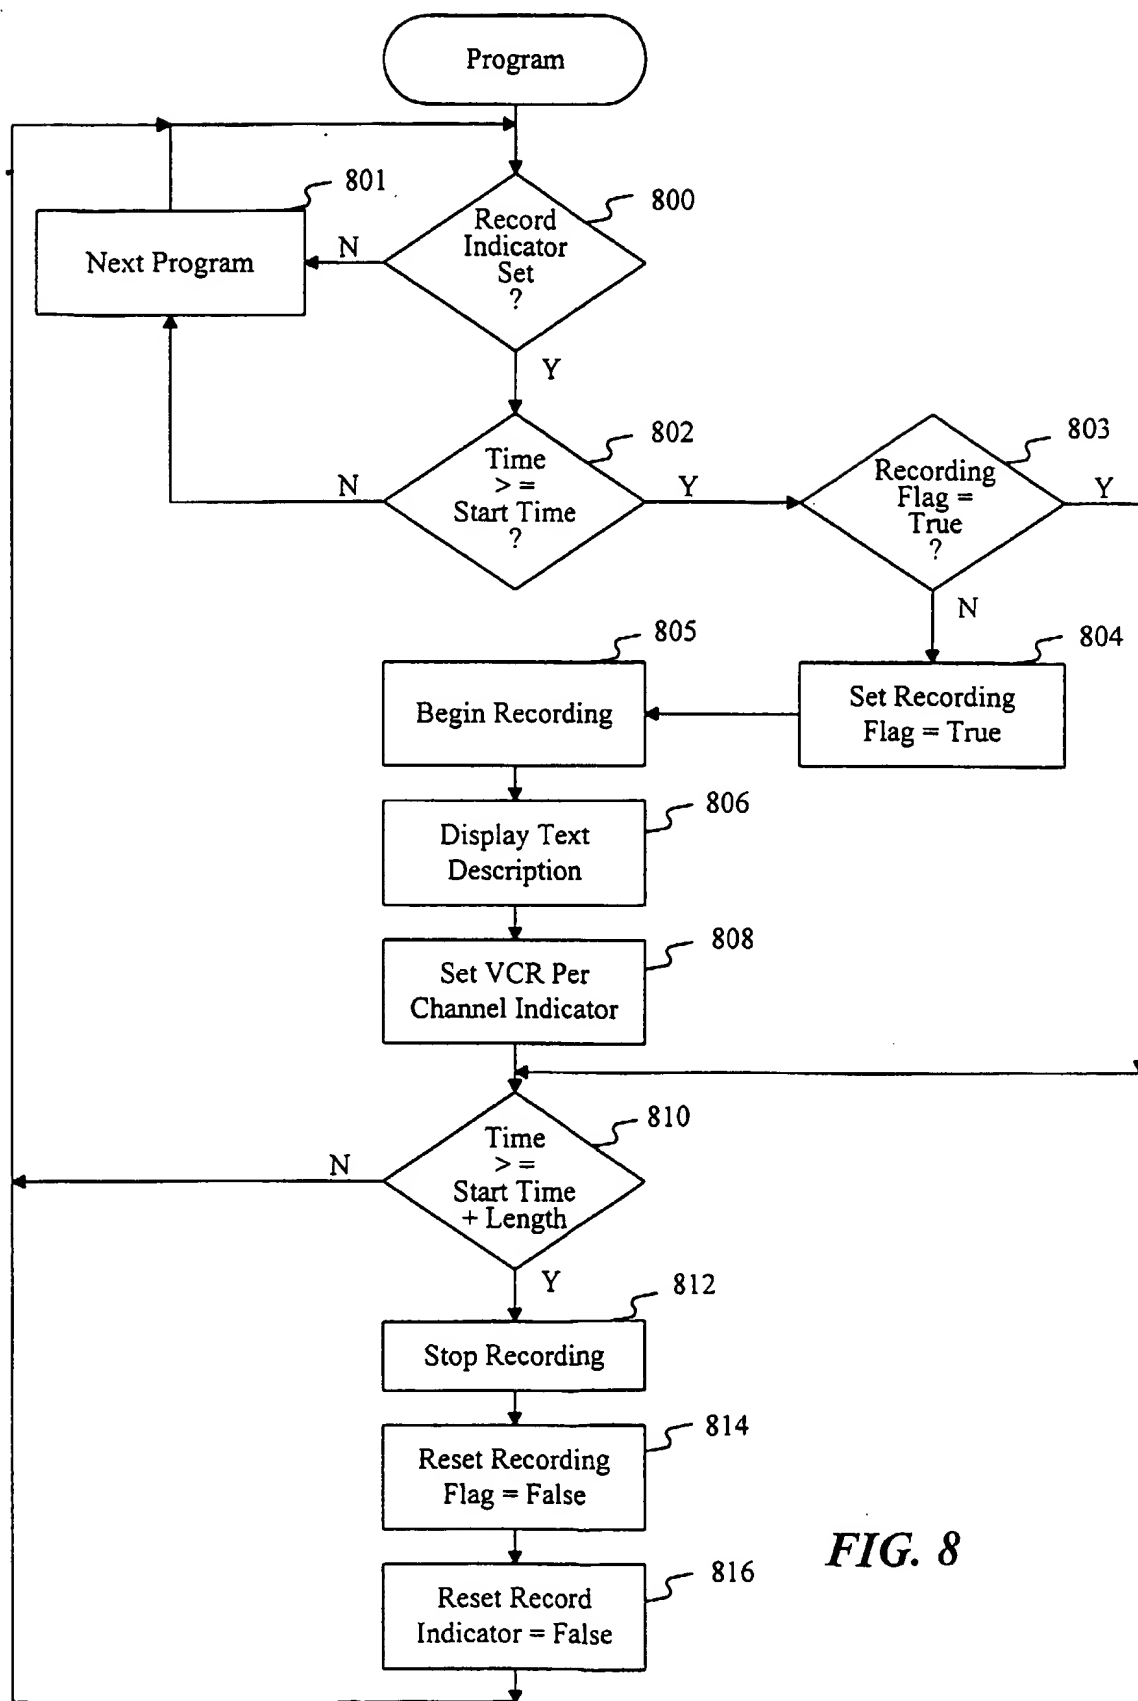 Program
801
800
Record
Indicator
Set
?
N
Next Program
Y
802
803
Time
> =
Start Time
?
N
Y
Recording
Flag =
True
?
Y
N
805
804
Begin Recording
Set Recording
Flag = True
806
Display Text
Description
808
Set VCR Per
Channel Indicator
810
Time
> =
Start Time
+ Length
N
Y
812
Stop Recording
814
Reset Recording
Flag = False
816
Reset Record
Indicator = False
FIG. 8